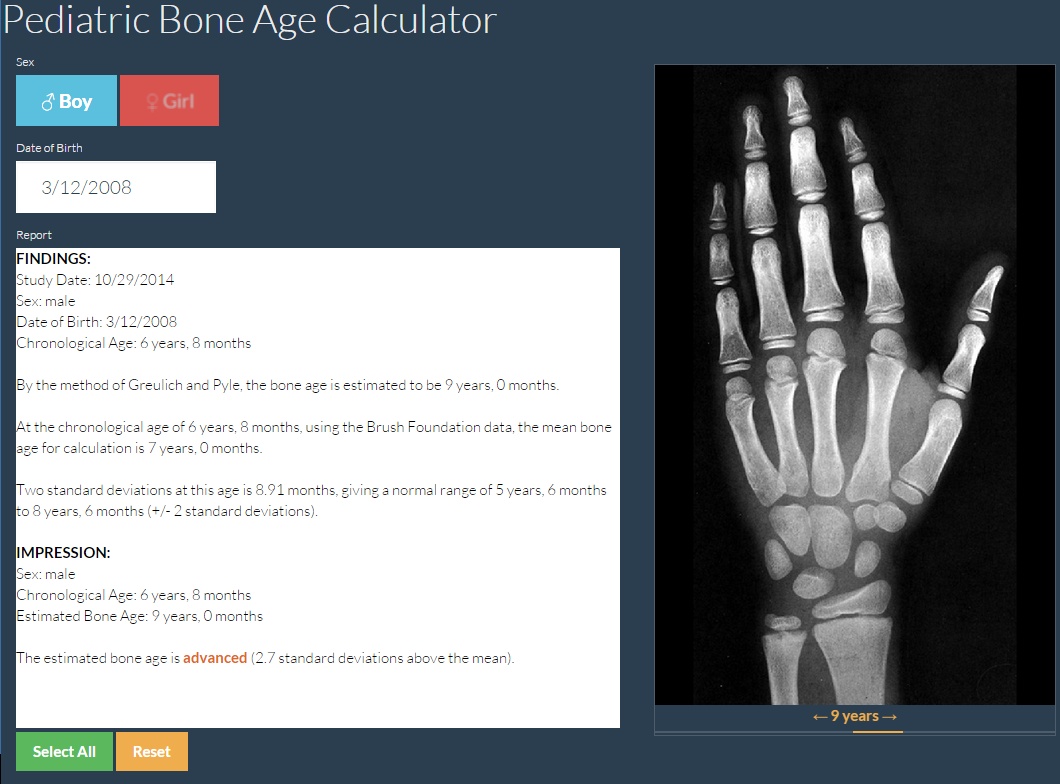 Pediatric Bone Age Calculator
Sex
♂ Boy
♀ Girl
Date of Birth
3/12/2008
Report
FINDINGS:
Study Date: 10/29/2014
Sex: male
Date of Birth: 3/12/2008
Chronological Age: 6 years, 8 months
By the method of Greulich and Pyle, the bone age is estimated to be 9 years, 0 months.
At the chronological age of 6 years, 8 months, using the Brush Foundation data, the mean bone
age for calculation is 7 years, 0 months.
Two standard deviations at this age is 8.91 months, giving a normal range of 5 years, 6 months
to 8 years, 6 months (+/- 2 standard deviations).
IMPRESSION:
Sex: male
Chronological Age: 6 years, 8 months
Estimated Bone Age: 9 years, 0 months
The estimated bone age is advanced (2.7 standard deviations above the mean).
Select All
Reset
← 9 years →